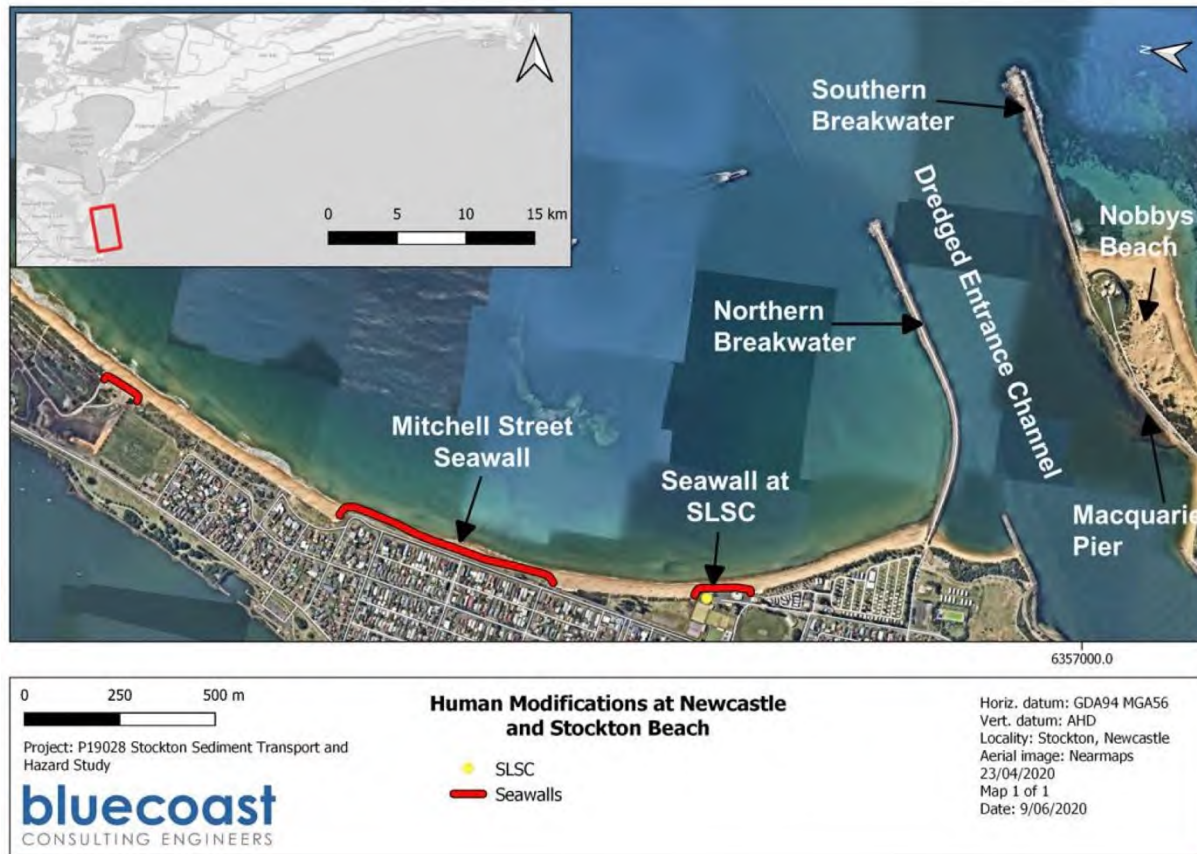 N
0 5 10 15 km
N
Southern
Breakwater
Nobbys
Beach
Dredged Entrance Channel
Northern
Breakwater
Mitchell Street
Seawall
Seawall at
SLSC
Macquarie
Pier
6357000.0
0 250 500 m
Project: P19028 Stockton Sediment Transport and
Hazard Study
bluecoast
CONSULTING ENGINEERS
Human Modifications at Newcastle
and Stockton Beach
SLSC
Seawalls
Horiz. datum: GDA94 MGA56
Vert. datum: AHD
Locality: Stockton, Newcastle
Aerial image: Nearmaps
23/04/2020
Map 1 of 1
Date: 9/06/2020